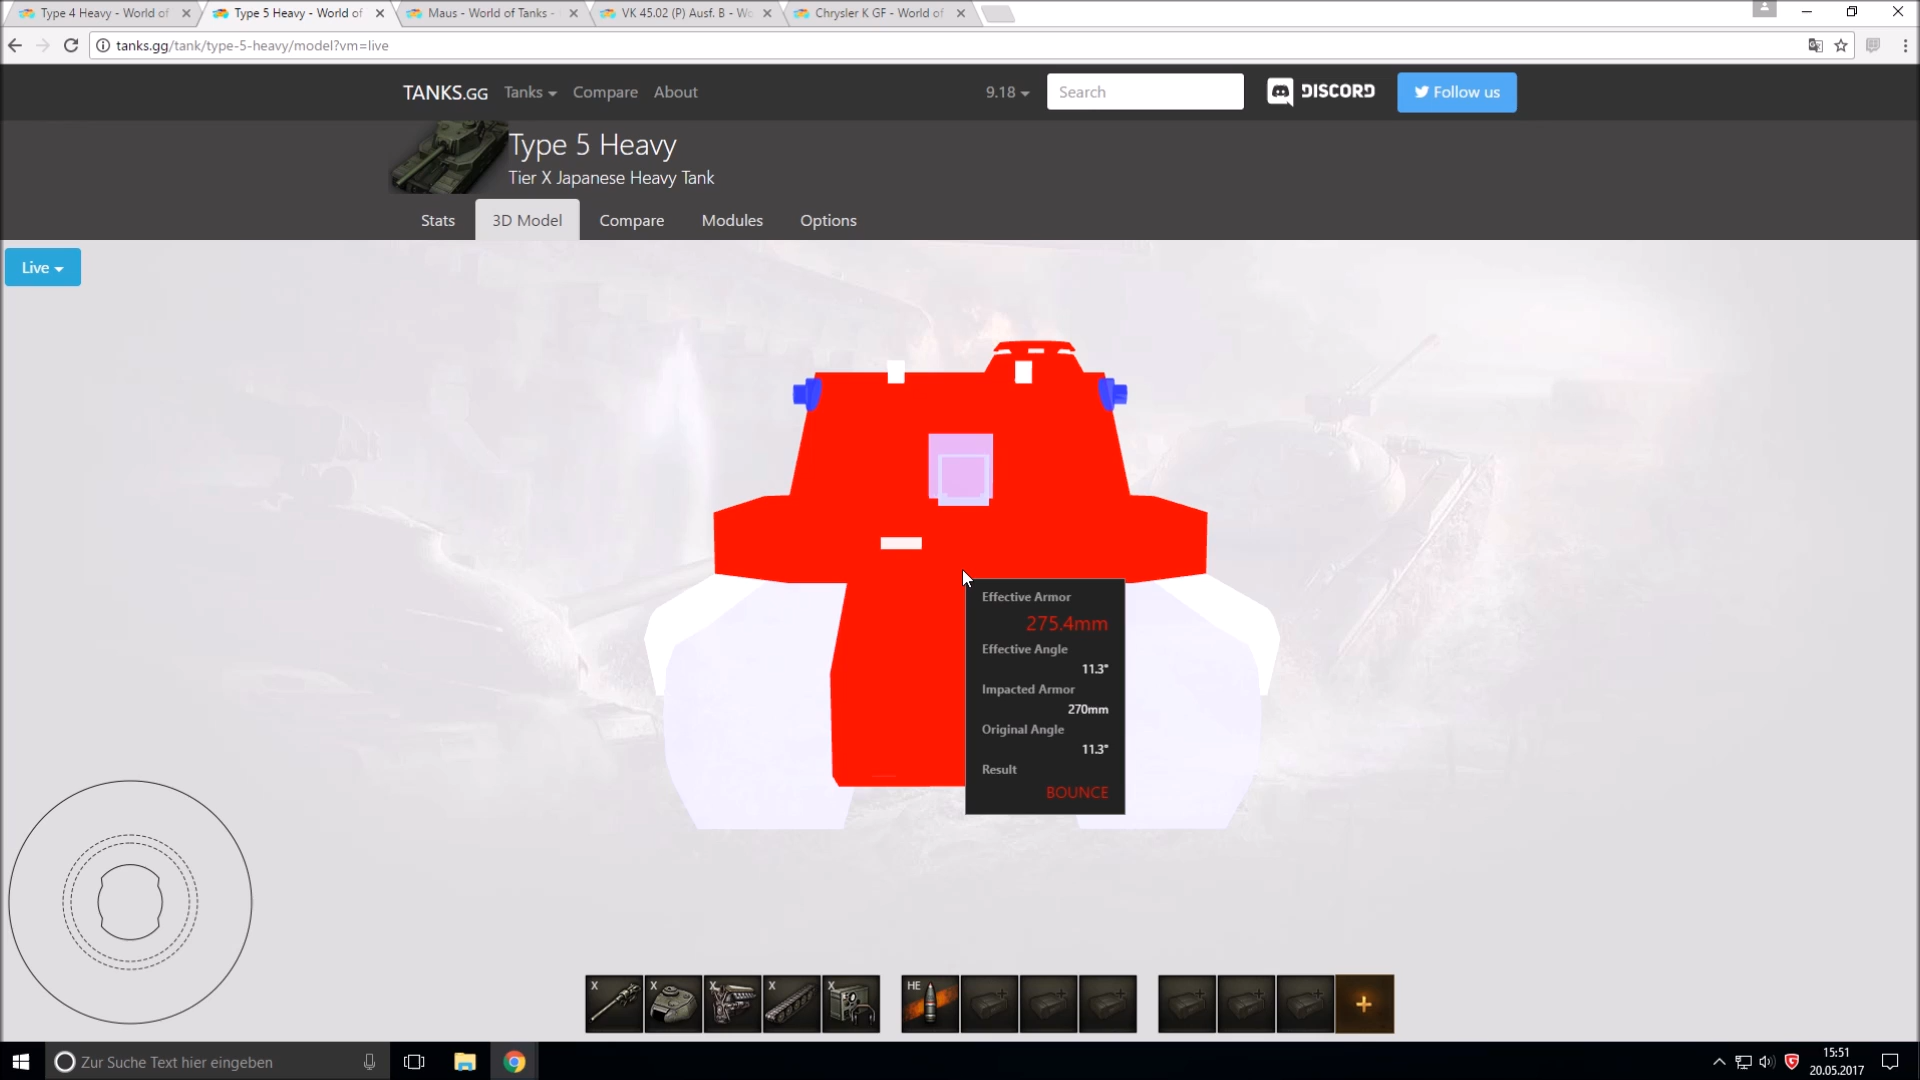 Type 4 Heavy - World of
Type 5 Heavy - World of
Maus - World of Tanks -
VK 45.02 (P) Ausf. B - Wo
Chrysler K GF - World of
tanks.gg/tank/type-5-heavy/model?vm=live
TANKS.GG
Tanks
Compare
About
9.18
Search
DISCORD
Follow us
Type 5 Heavy
Tier X Japanese Heavy Tank
Stats
3D Model
Compare
Modules
Options
Live
Effective Armor
275.4mm
Effective Angle
11.3°
Impacted Armor
270mm
Original Angle
11.3°
Result
BOUNCE
X
X
X
X
X
HE
Zur Suche Text hier eingeben
15:51
20.05.2017